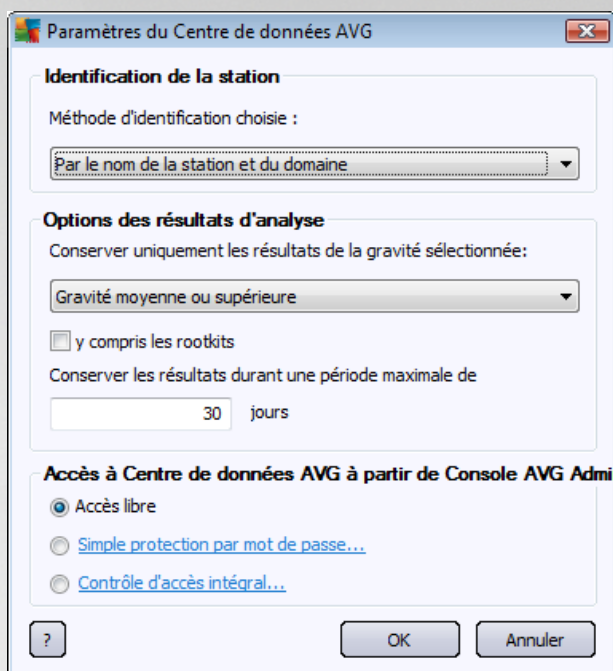 Paramètres du Centre de données AVG
Identification de la station
Méthode d'identification choisie :
Par le nom de la station et du domaine
Options des résultats d'analyse
Conserver uniquement les résultats de la gravité sélectionnée:
Gravité moyenne ou supérieure
y compris les rootkits
Conserver les résultats durant une période maximale de
30 jours
Accès à Centre de données AVG à partir de Console AVG Admi
Accès libre
Simple protection par mot de passe...
Contrôle d'accès intégral...
? OK Annuler